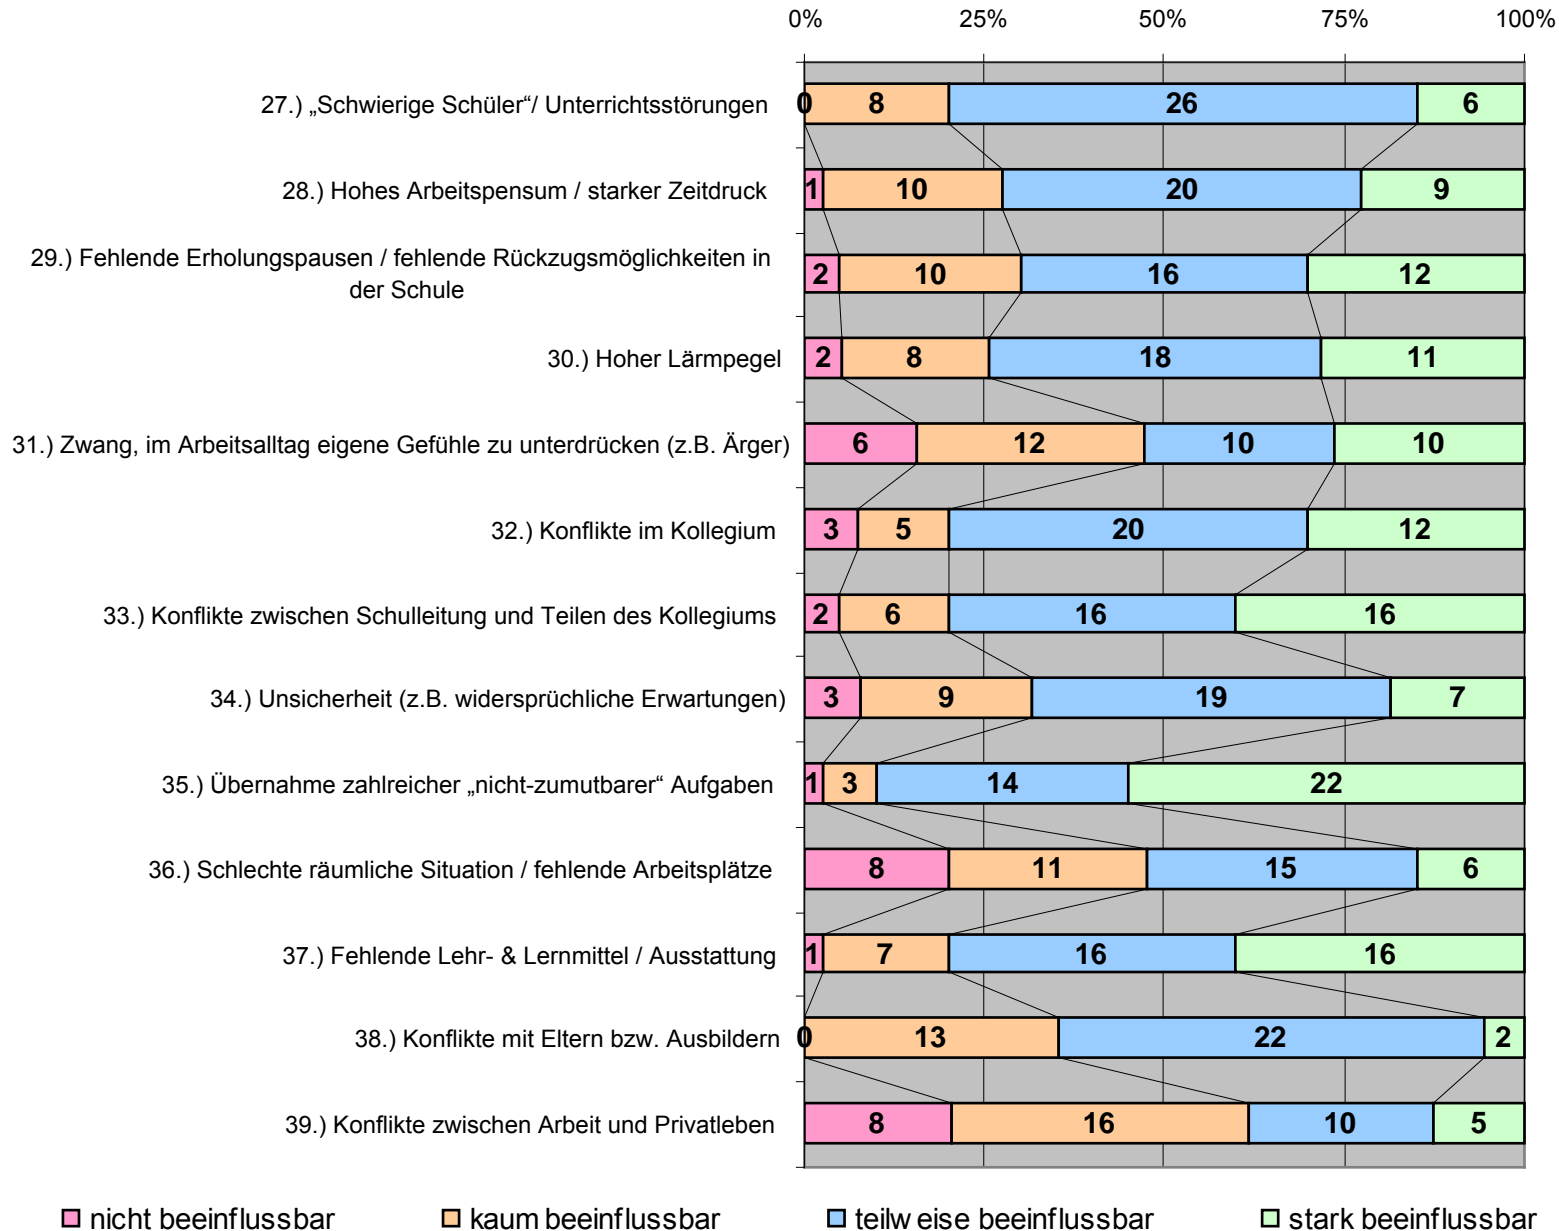 0% 25% 50% 75% 100%
27.) „Schwierige Schüler“/ Unterrichtsstörungen 0 8 26 6
28.) Hohes Arbeitspensum / starker Zeitdruck 1 10 20 9
29.) Fehlende Erholungspausen / fehlende Rückzugsmöglichkeiten in
der Schule 2 10 16 12
30.) Hoher Lärmpegel 2 8 18 11
31.) Zwang, im Arbeitsalltag eigene Gefühle zu unterdrücken (z.B. Ärger) 6 12 10 10
32.) Konflikte im Kollegium 3 5 20 12
33.) Konflikte zwischen Schulleitung und Teilen des Kollegiums 2 6 16 16
34.) Unsicherheit (z.B. widersprüchliche Erwartungen) 3 9 19 7
35.) Übernahme zahlreicher „nicht-zumutbarer“ Aufgaben 1 3 14 22
36.) Schlechte räumliche Situation / fehlende Arbeitsplätze 8 11 15 6
37.) Fehlende Lehr- & Lernmittel / Ausstattung 1 7 16 16
38.) Konflikte mit Eltern bzw. Ausbildern 0 13 22 2
39.) Konflikte zwischen Arbeit und Privatleben 8 16 10 5
nicht beeinflussbar kaum beeinflussbar teilweise beeinflussbar stark beeinflussbar